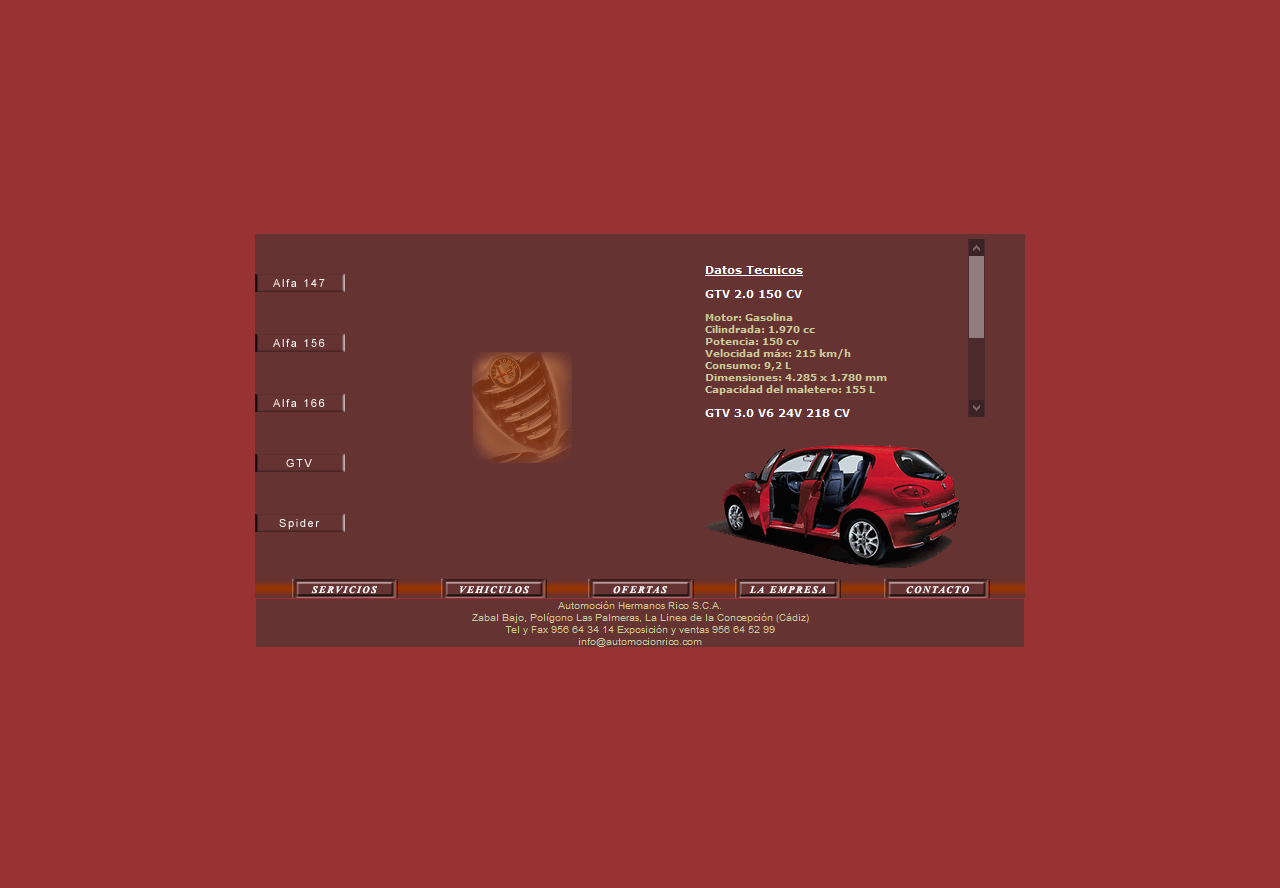 Alfa 147
Alfa 156
Alfa 166
GTV
Spider
Datos Tecnicos
GTV 2.0 150 CV
Motor: Gasolina
Cilindrada: 1.970 cc
Potencia: 150 cv
Velocidad máx: 215 km/h
Consumo: 9,2 L
Dimensiones: 4.285 x 1.780 mm
Capacidad del maletero: 155 L
GTV 3.0 V6 24V 218 CV
SERVICIOS
VEHICULOS
OFERTAS
LA EMPRESA
CONTACTO
Automoción Hermanos Rico S.C.A.
Zabal Bajo, Polígono Las Palmeras, La Linea de la Concepción (Cádiz)
Tel y Fax 956 64 34 14 Exposición y ventas 956 64 52 99
info@automocionrico.com